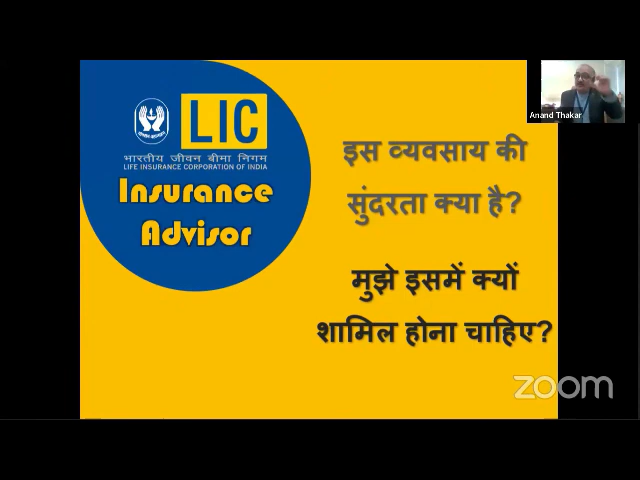 LIC
भारतीय जीवन बीमा निगम
LIFE INSURANCE CORPORATION OF INDIA
Insurance
Advisor
इस व्यवसाय की
सुंदरता क्या है?
मुझे इसमें क्यों
शामिल होना चाहिए?
Anand Thakar
zoom